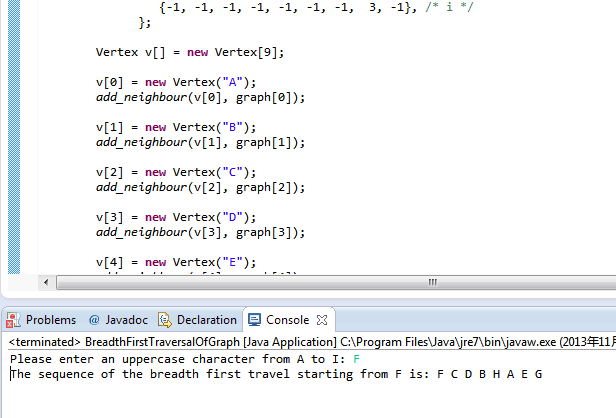 {-1, -1, -1, -1, -1, -1, -1, 3, -1}, /* i */
};
Vertex v[] = new Vertex[9];
v[0] = new Vertex("A");
add_neighbour(v[0], graph[0]);
v[1] = new Vertex("B");
add_neighbour(v[1], graph[1]);
v[2] = new Vertex("C");
add_neighbour(v[2], graph[2]);
v[3] = new Vertex("D");
add_neighbour(v[3], graph[3]);
v[4] = new Vertex("E");
Problems @ Javadoc Declaration Console
<terminated> BreadthFirstTraversalOfGraph [Java Application] C:\Program Files\Java\jre7\bin\javaw.exe (2013年11月
Please enter an uppercase character from A to I: F
The sequence of the breadth first travel starting from F is: F C D B H A E G